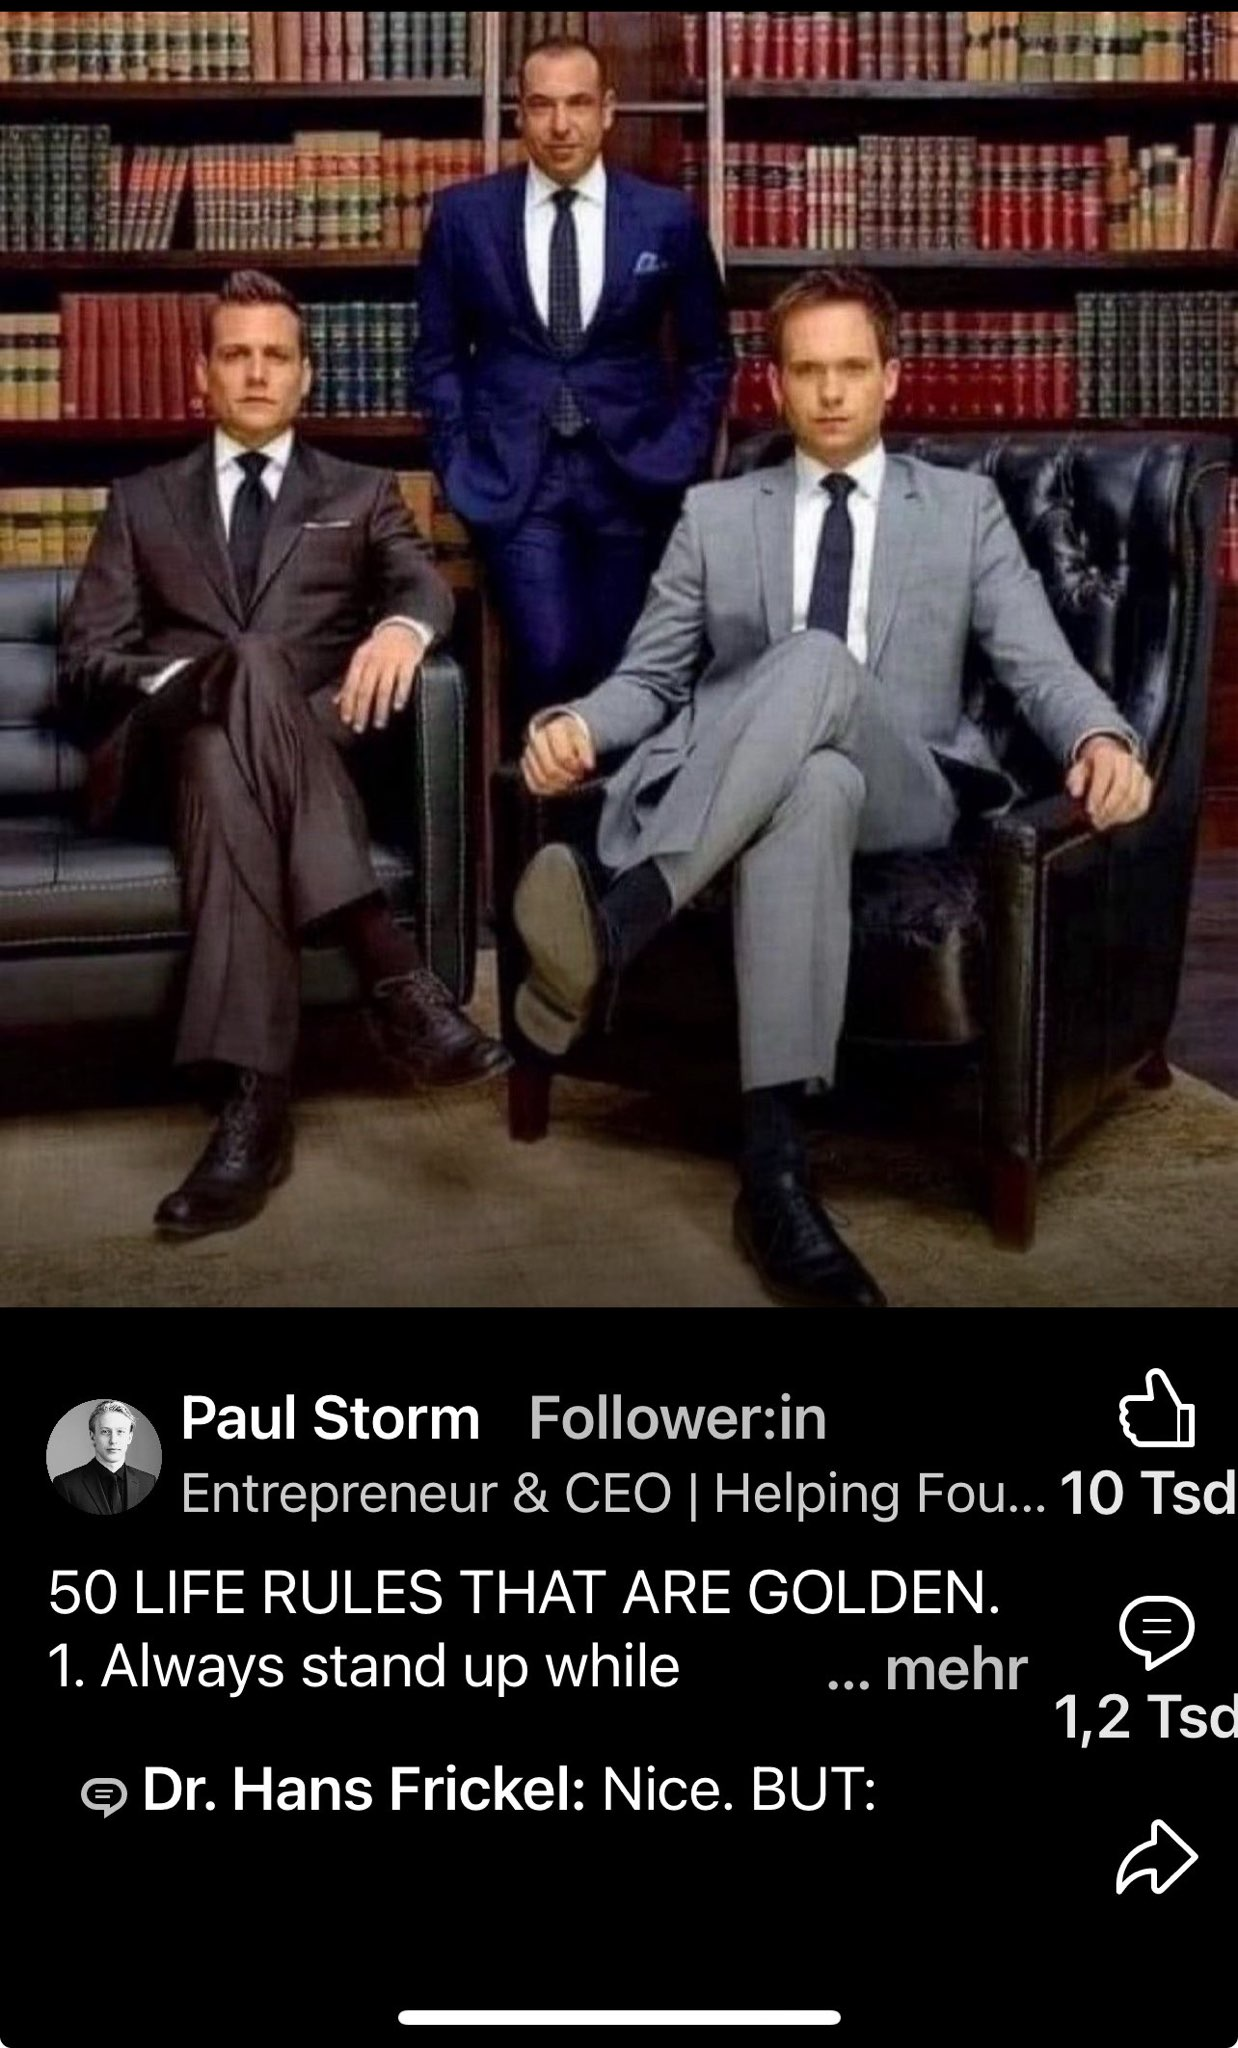 Paul Storm Follower:in
Entrepreneur & CEO | Helping Fou...
10 Tsd
50 LIFE RULES THAT ARE GOLDEN.
1. Always stand up while ... mehr
1,2 Tsd
Dr. Hans Frickel: Nice. BUT: